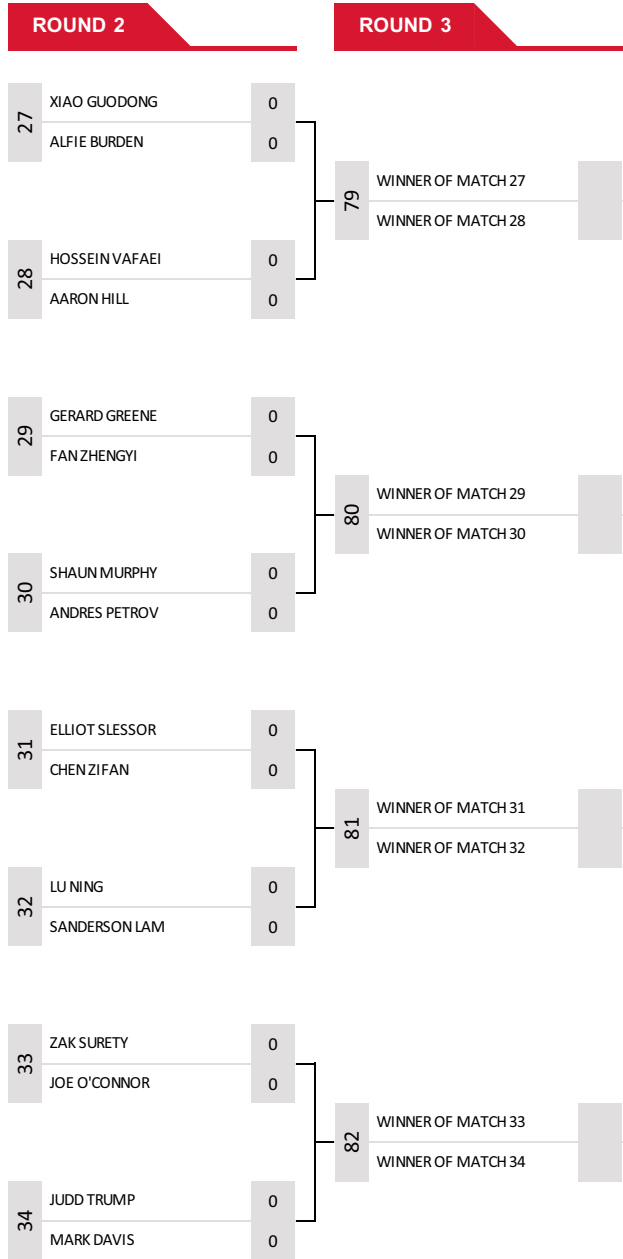 ROUND 2 ROUND 3
27
XIAO GUODONG 0
ALFIE BURDEN 0
79
WINNER OF MATCH 27
WINNER OF MATCH 28
28
HOSSEIN VAFAEI 0
AARON HILL 0
29
GERARD GREENE 0
FAN ZHENGYI 0
80
WINNER OF MATCH 29
WINNER OF MATCH 30
30
SHAUN MURPHY 0
ANDRES PETROV 0
31
ELLIOT SLESSOR 0
CHEN ZIFAN 0
81
WINNER OF MATCH 31
WINNER OF MATCH 32
32
LU NING 0
SANDERSON LAM 0
33
ZAK SURETY 0
JOE O'CONNOR 0
82
WINNER OF MATCH 33
WINNER OF MATCH 34
34
JUDD TRUMP 0
MARK DAVIS 0